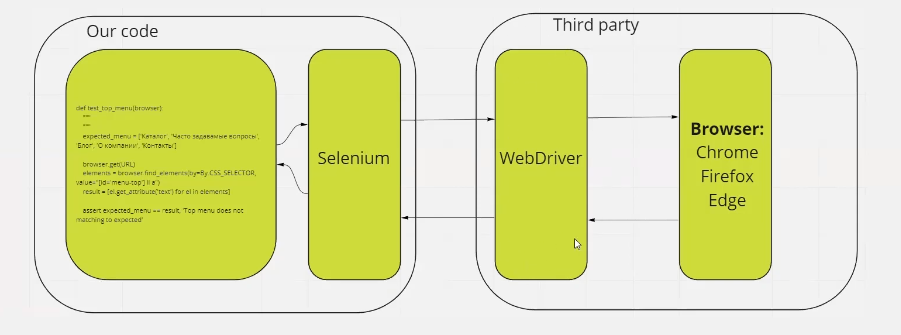 Our code
Third party
def test_top_menu(browser):
"""
"""
expected_menu = ['Каталог', 'Часто задаваемые вопросы',
'Блог', 'О компании', 'Контакты']
browser.get(URL)
elements = browser.find_elements(by=By.CSS_SELECTOR,
value="[id='menu-top'] li a")
result = [el.get_attribute('text') for el in elements]
assert expected_menu == result, 'Top menu does not
matching to expected'
Selenium
WebDriver
Browser:
Chrome
Firefox
Edge